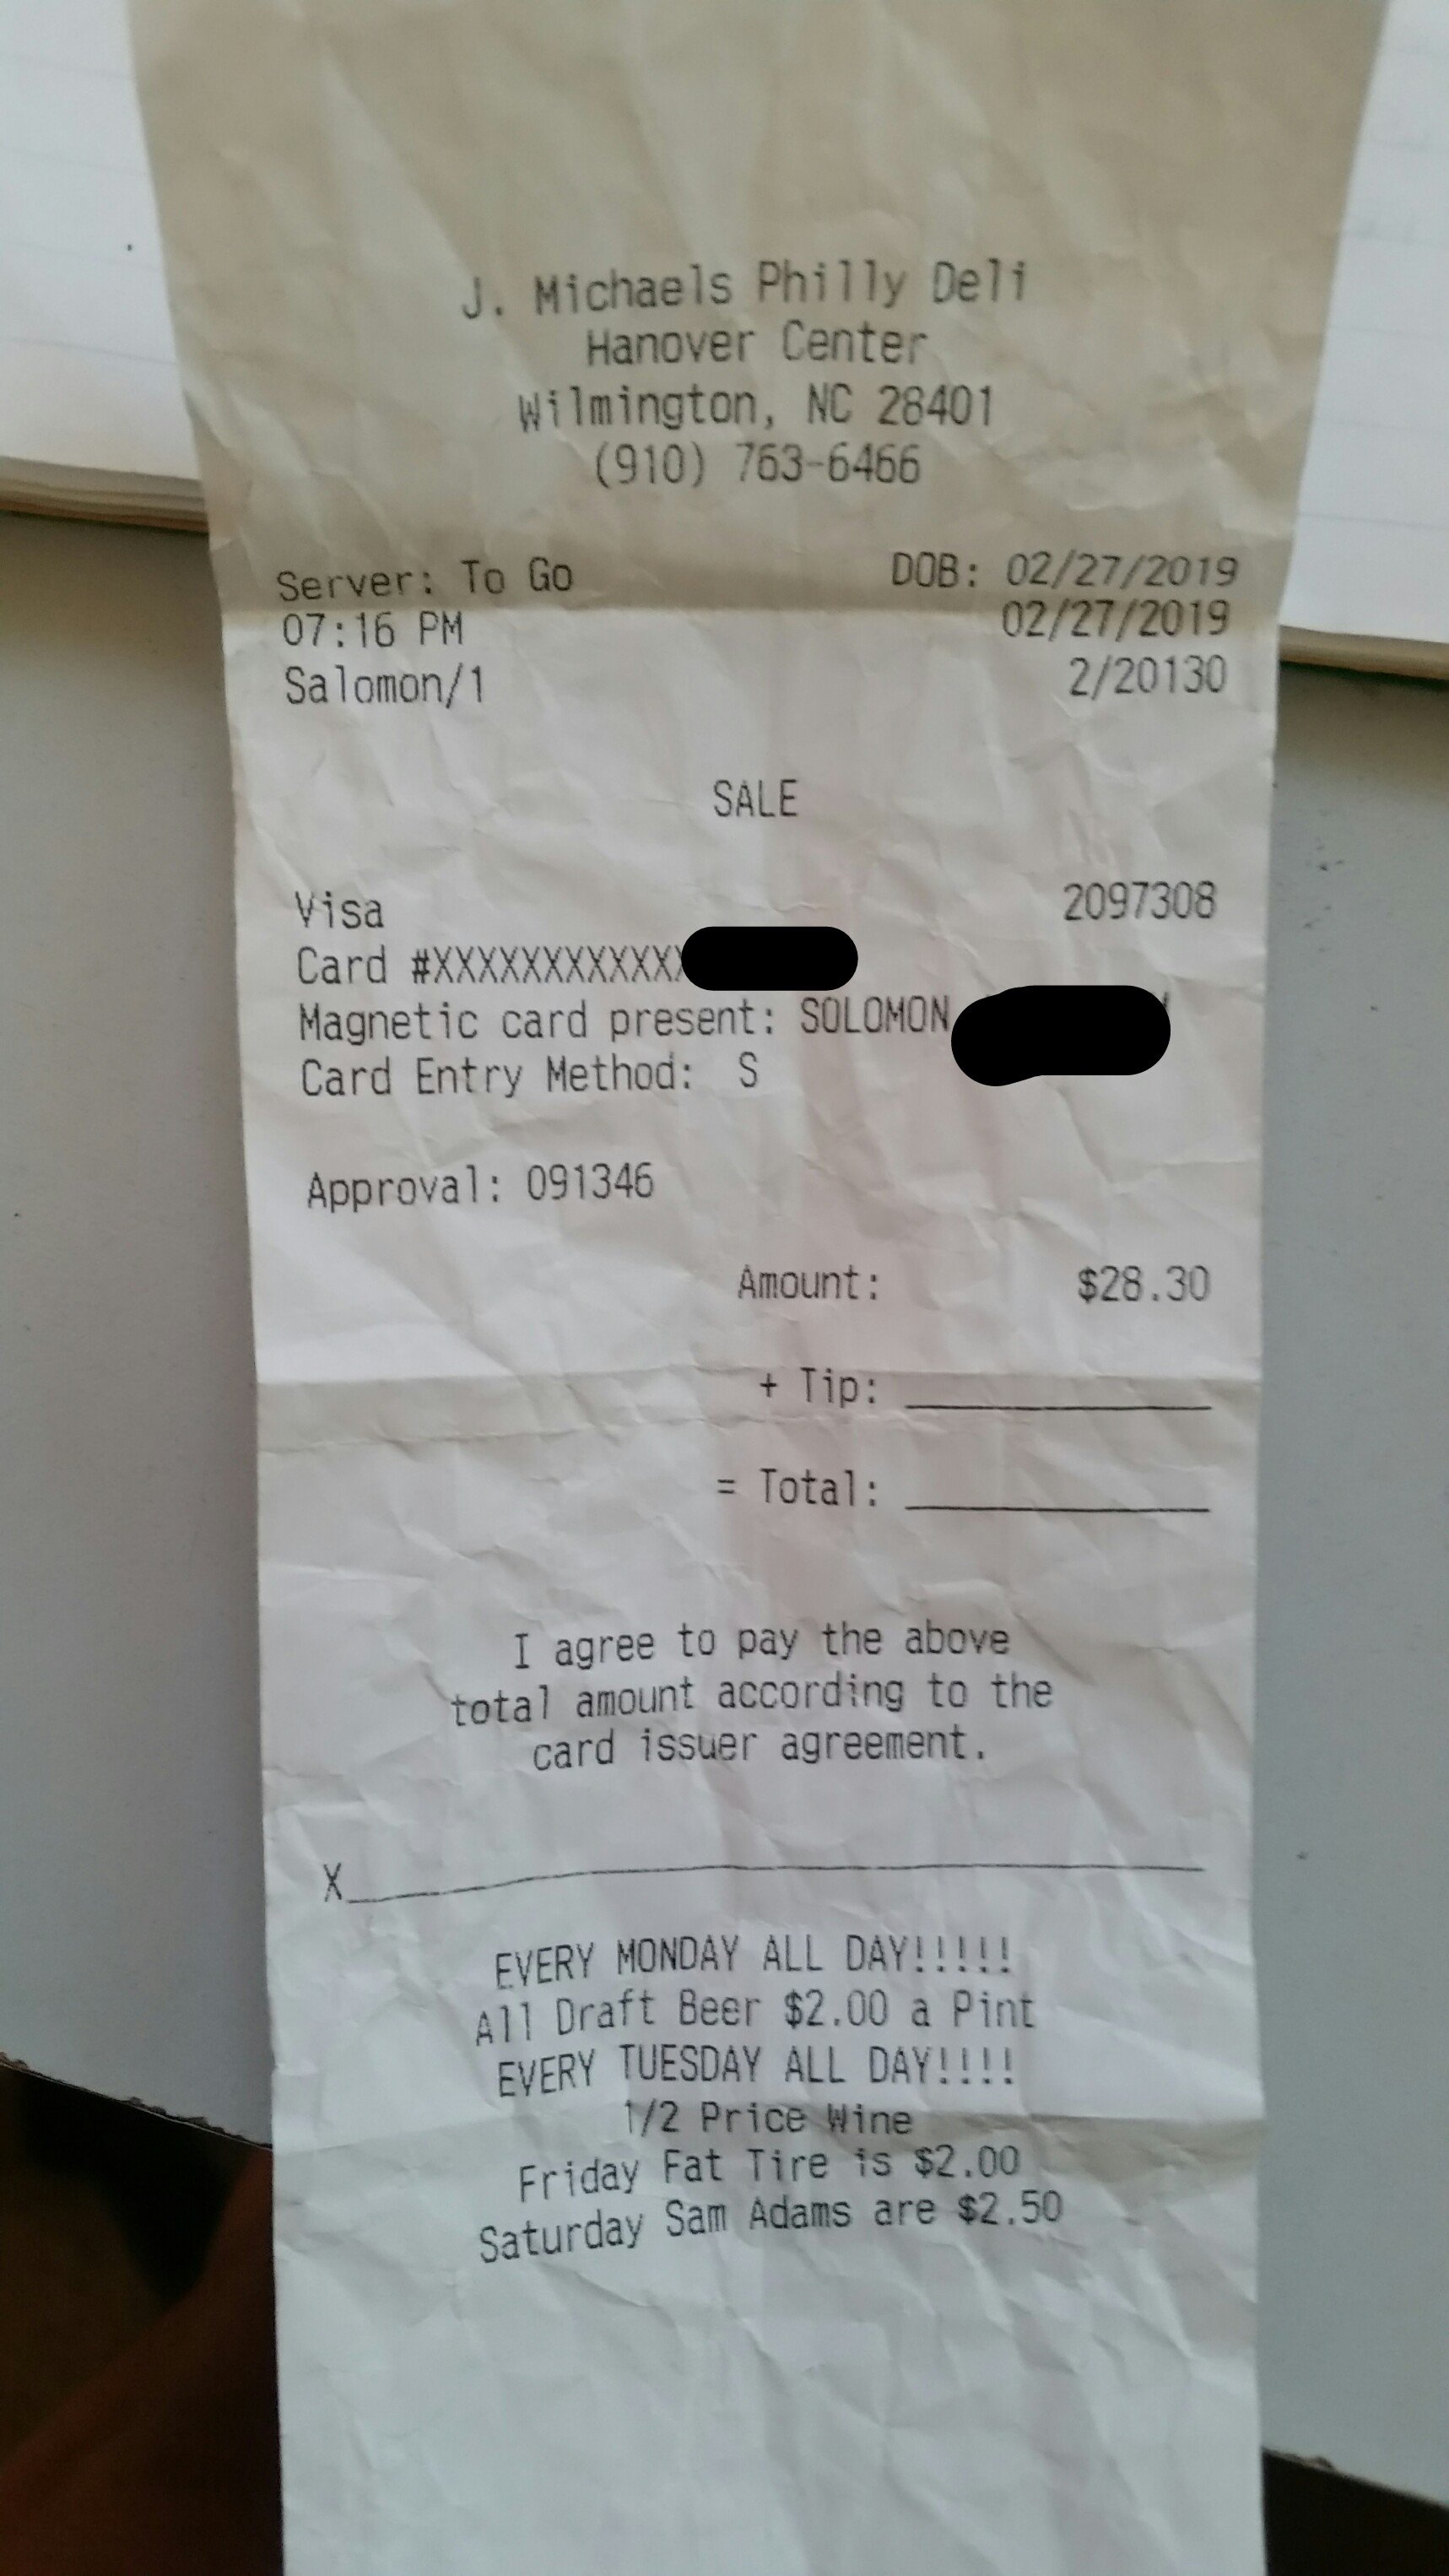 J. Michaels Philly Deli
Hanover Center
Wilmington, NC 28401
(910) 763-6466
Server: To Go DOB: 02/27/2019
07:16 PM 02/27/2019
Salomon/1 2/20130
SALE
Visa 2097308
Card #XXXXXXXXXXXX
Magnetic card present: SOLOMON
Card Entry Method: S
Approval: 091346
Amount: $28.30
+ Tip: ____________
= Total: ____________
I agree to pay the above
total amount according to the
card issuer agreement.
X______________________________
EVERY MONDAY ALL DAY!!!!!
All Draft Beer $2.00 a Pint
EVERY TUESDAY ALL DAY!!!!
1/2 Price Wine
Friday Fat Tire is $2.00
Saturday Sam Adams are $2.50